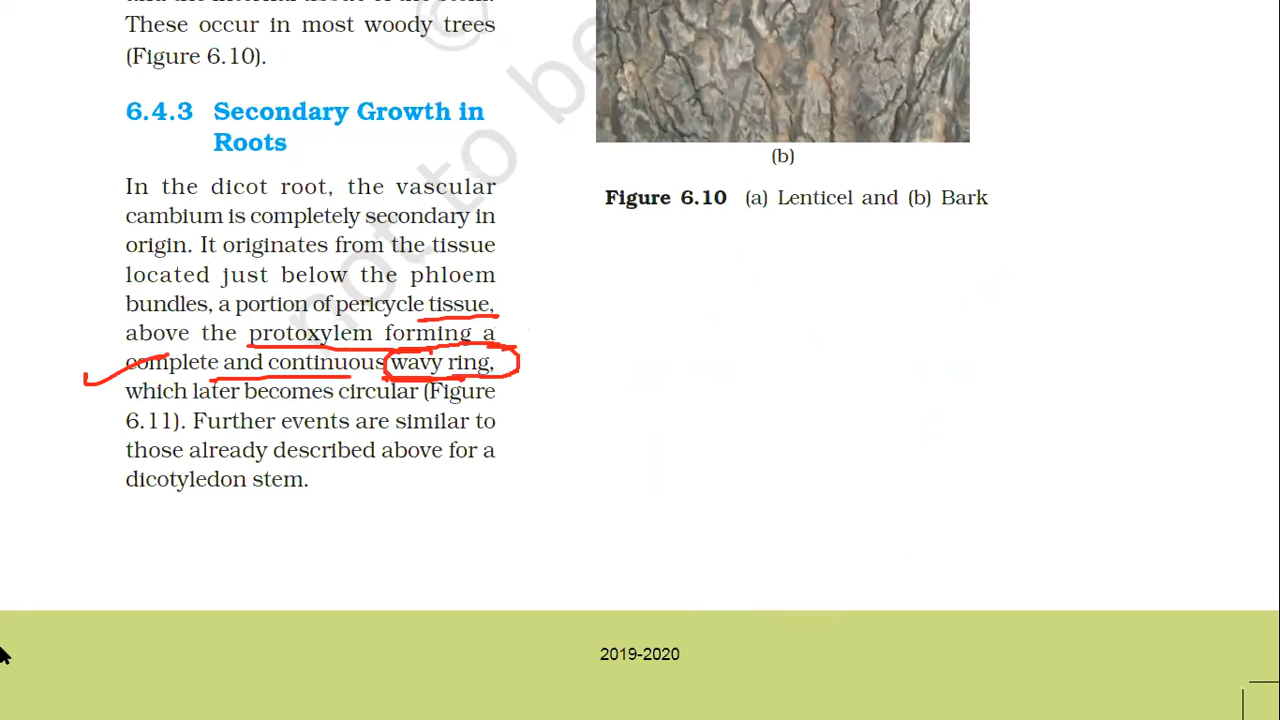 These occur in most woody trees
(Figure 6.10).
6.4.3 Secondary Growth in
Roots
In the dicot root, the vascular
cambium is completely secondary in
origin. It originates from the tissue
located just below the phloem
bundles, a portion of pericycle tissue,
above the protoxylem forming a
complete and continuous wavy ring,
which later becomes circular (Figure
6.11). Further events are similar to
those already described above for a
dicotyledon stem.
(b)
Figure 6.10 (a) Lenticel and (b) Bark
© not to be
2019-2020